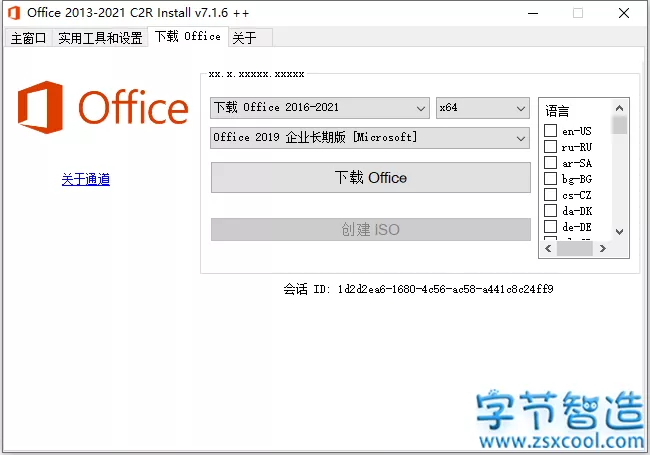 Office 2013-2021 C2R Install v7.1.6 ++
主窗口 实用工具和设置 下载 Office 关于
xx.x.xxxxx.xxxxx
Office
下载 Office 2016-2021 x64
语言
Office 2019 企业长期版 [Microsoft]
en-US
ru-RU
ar-SA
bg-BG
cs-CZ
da-DK
de-DE
关于通道
下载 Office
创建 ISO
会话 ID: 1d2d2ea6-1680-4c56-ac58-a441c8c24ff9
字节智造
www.zsxcool.com